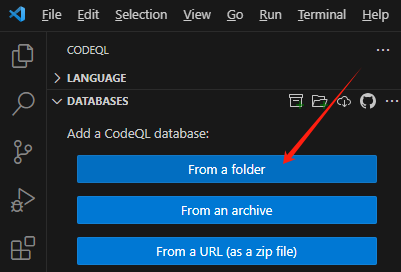 File Edit Selection View Go Run Terminal Help
CODEQL
LANGUAGE
DATABASES
Add a CodeQL database:
From a folder
From an archive
From a URL (as a zip file)